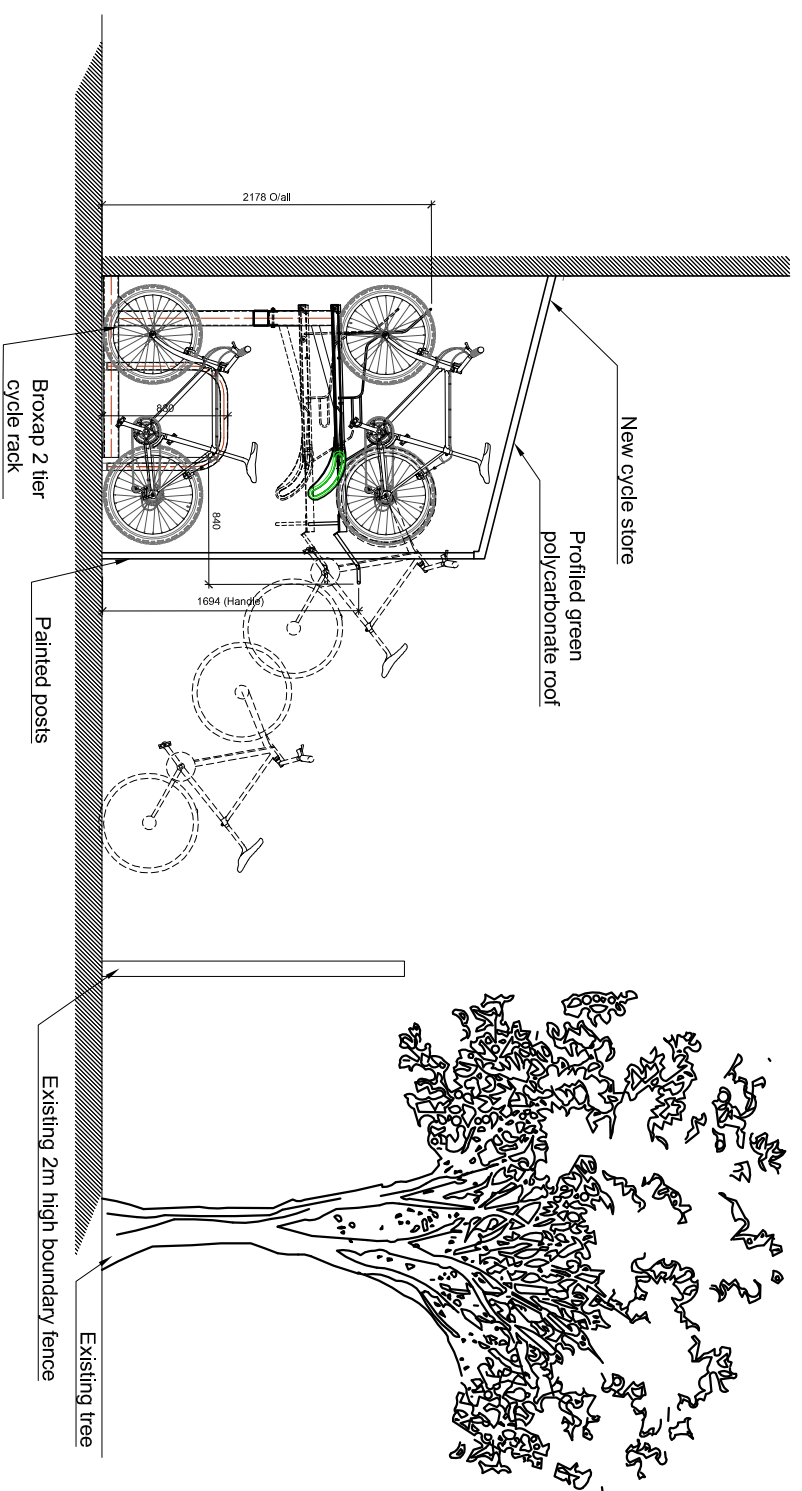 New cycle store
Profiled green
polycarbonate roof
2178 O/all
830
840
1694 (Handle)
Broxap 2 tier
cycle rack
Painted posts
Existing 2m high boundary fence
Existing tree